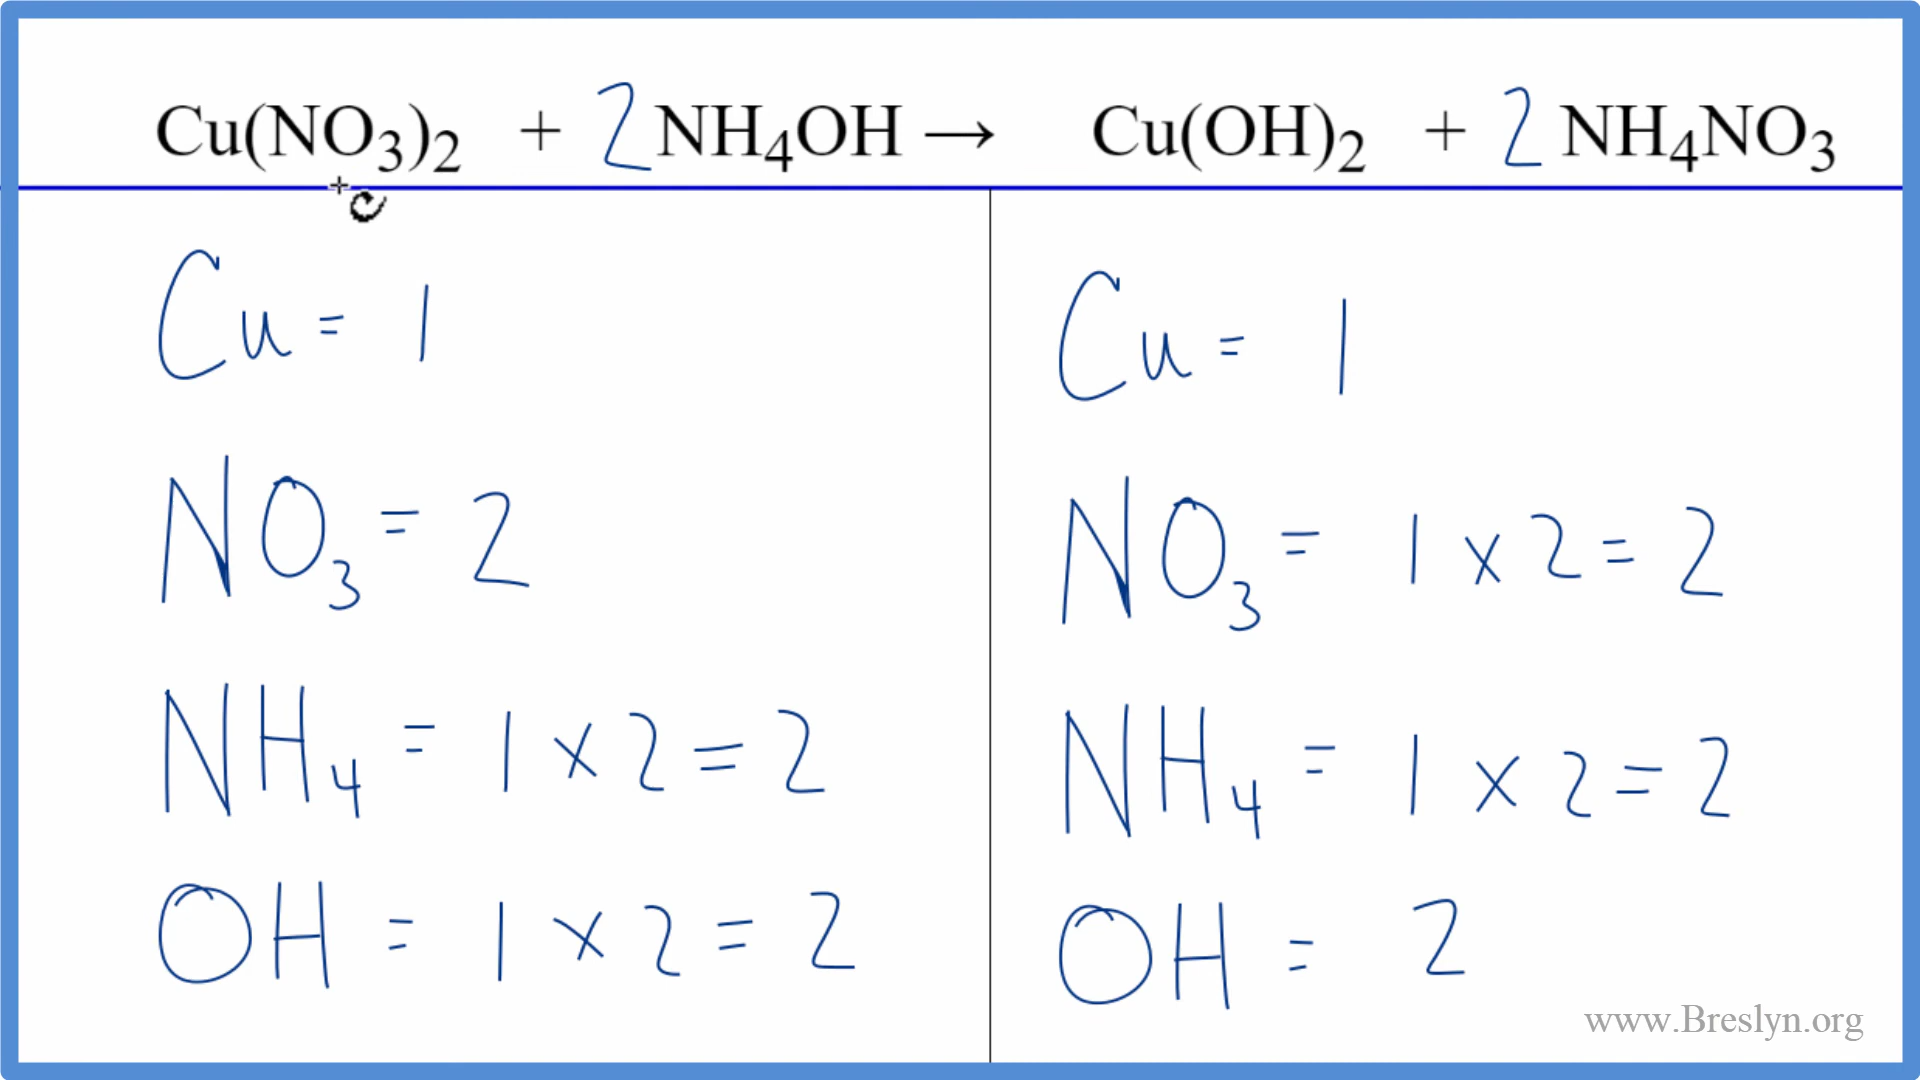 Cu(NO₃)₂ + 2 NH₄OH → Cu(OH)₂ + 2 NH₄NO₃
Cu = 1
NO₃ = 2
NH₄ = 1 x 2 = 2
OH = 1 x 2 = 2
Cu = 1
NO₃ = 1 x 2 = 2
NH₄ = 1 x 2 = 2
OH = 2
www.Breslyn.org